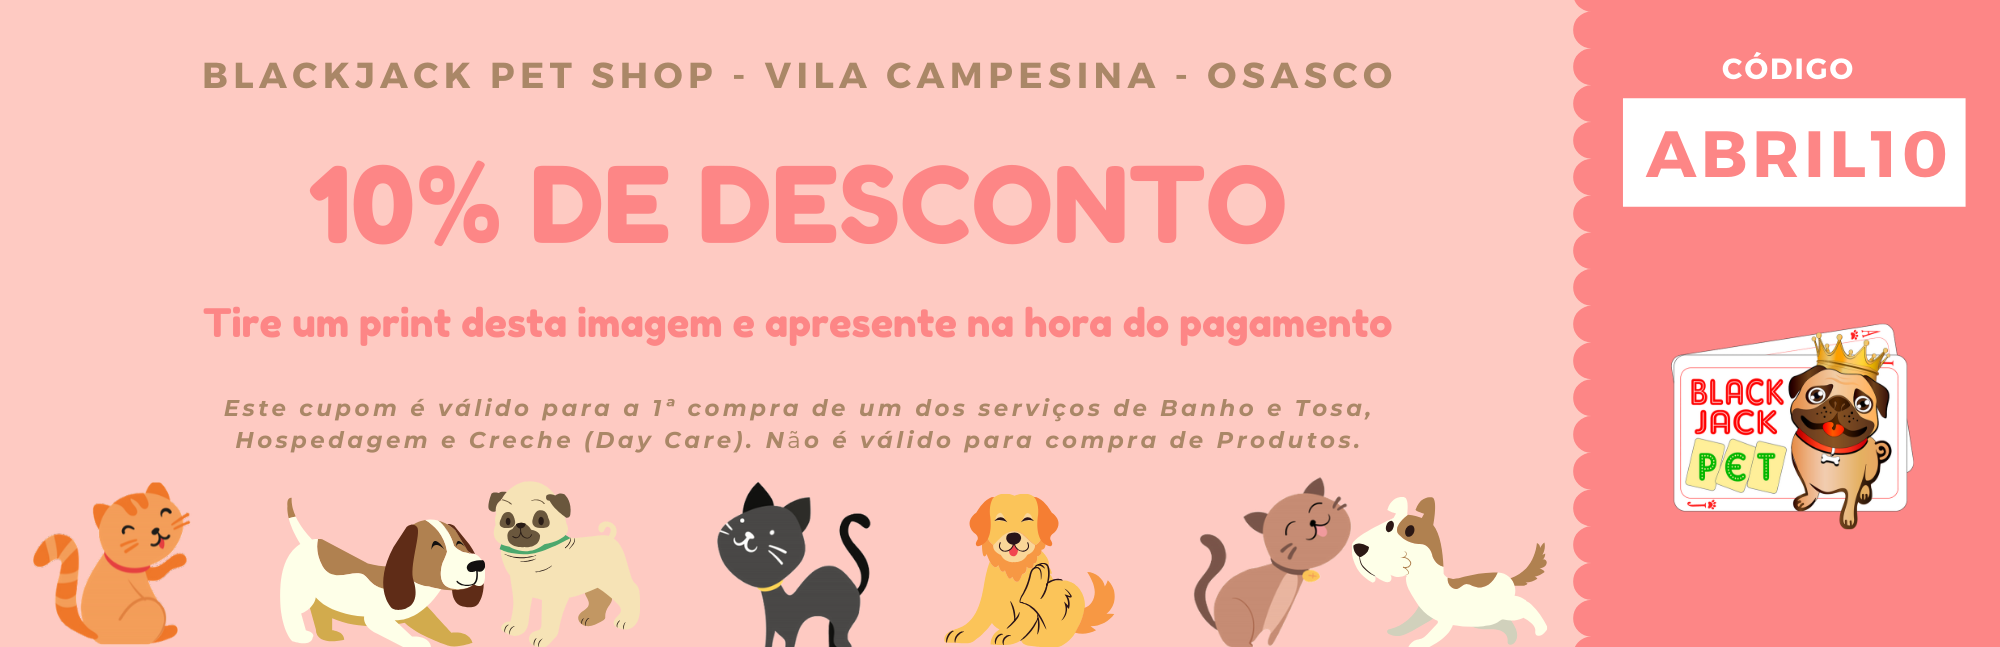 BLACKJACK PET SHOP - VILA CAMPESINA - OSASCO
10% DE DESCONTO
Tire um print desta imagem e apresente na hora do pagamento
Este cupom é válido para a 1ª compra de um dos serviços de Banho e Tosa,
Hospedagem e Creche (Day Care). Não é válido para compra de Produtos.
CÓDIGO
ABRIL10
A
BLACK
JACK
PET
J